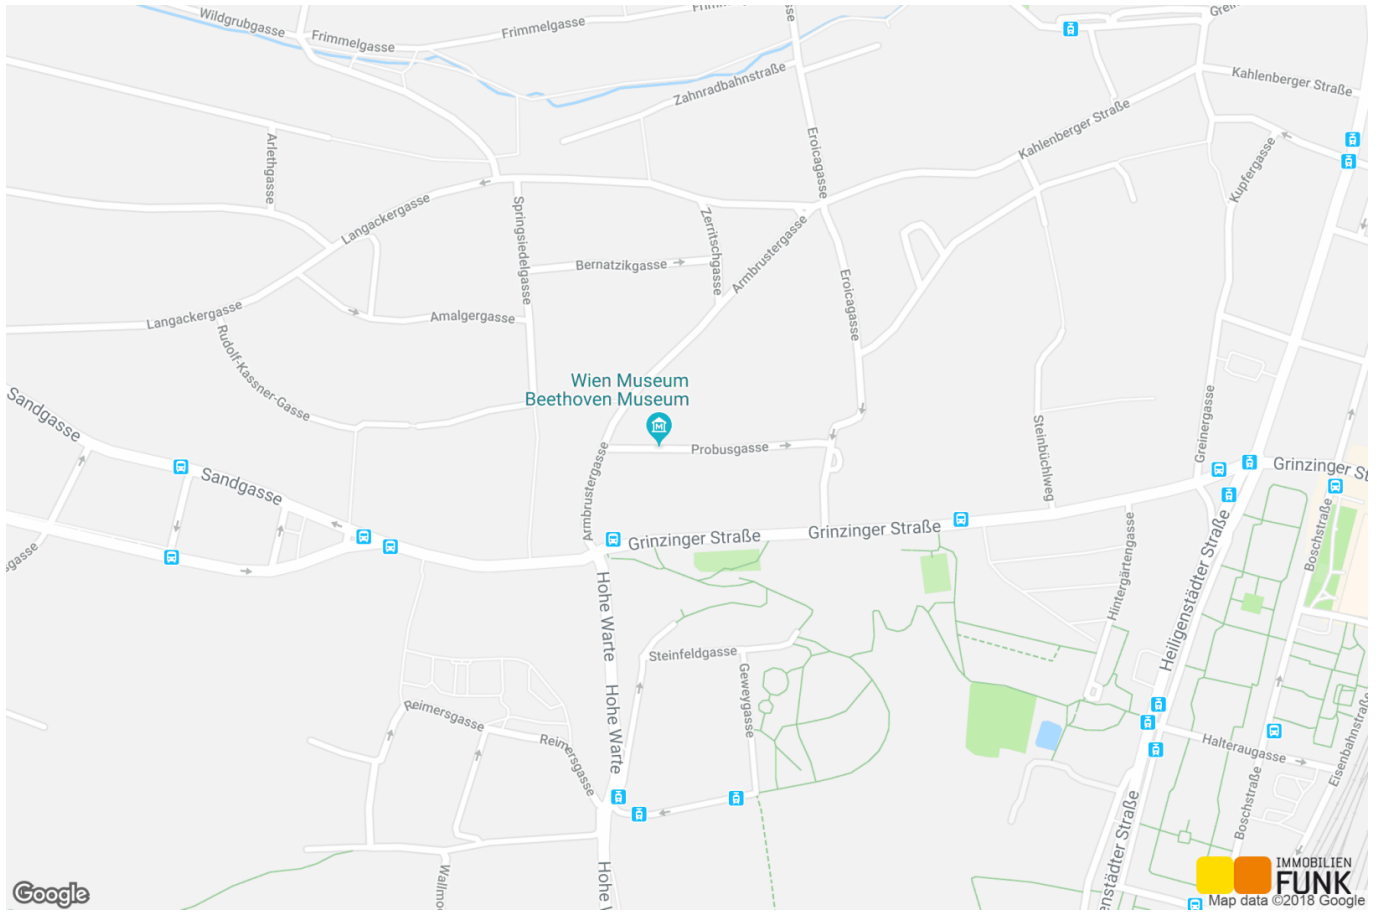 Wildgrubgasse
Frimmelgasse
Frimmelgasse
Zahnradbahnstraße
Kahlenberger Straße
Kahlenberger Straße
Arlethgasse
Eroicagasse
Kupfergasse
Langackergasse
Springsiedelgasse
Zerritschgasse
Armbrustergasse
Bernatzikgasse
Eroicagasse
Langackergasse
Amalgergasse
Rudolf-Kassner-Gasse
Wien Museum
Beethoven Museum
Sandgasse
Sandgasse
Armbrustergasse
Probusgasse
Steinbüchlweg
Greinergasse
Grinzinger St
Grinzinger Straße
Grinzinger Straße
Boschstraße
Hintergärtengasse
Heiligenstädter Straße
Hohe Warte
Steinfeldgasse
Geweygasse
Hohe Warte
Reimersgasse
Reimersgasse
Halteraugasse
Eisenbahnstraße
Boschstraße
enstädter Straße
Wallmo
Hohe
IMMOBILIEN
FUNK
Google
Map data ©2018 Google